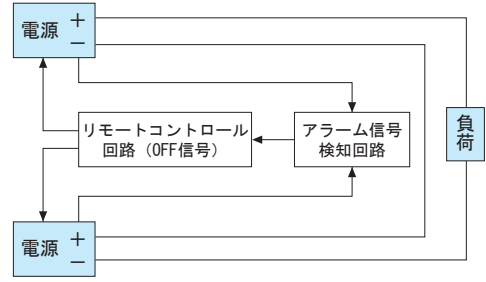 電源 +
−
リモートコントロール
回路（OFF信号）
アラーム信号
検知回路
負荷
電源 +
−